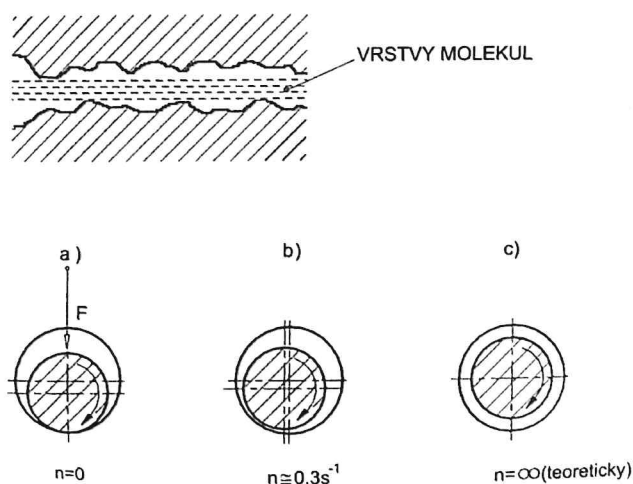 VRSTVY MOLEKUL
a)
b)
c)
F
n=0
n≅0.3s⁻¹
n=∞(teoreticky)